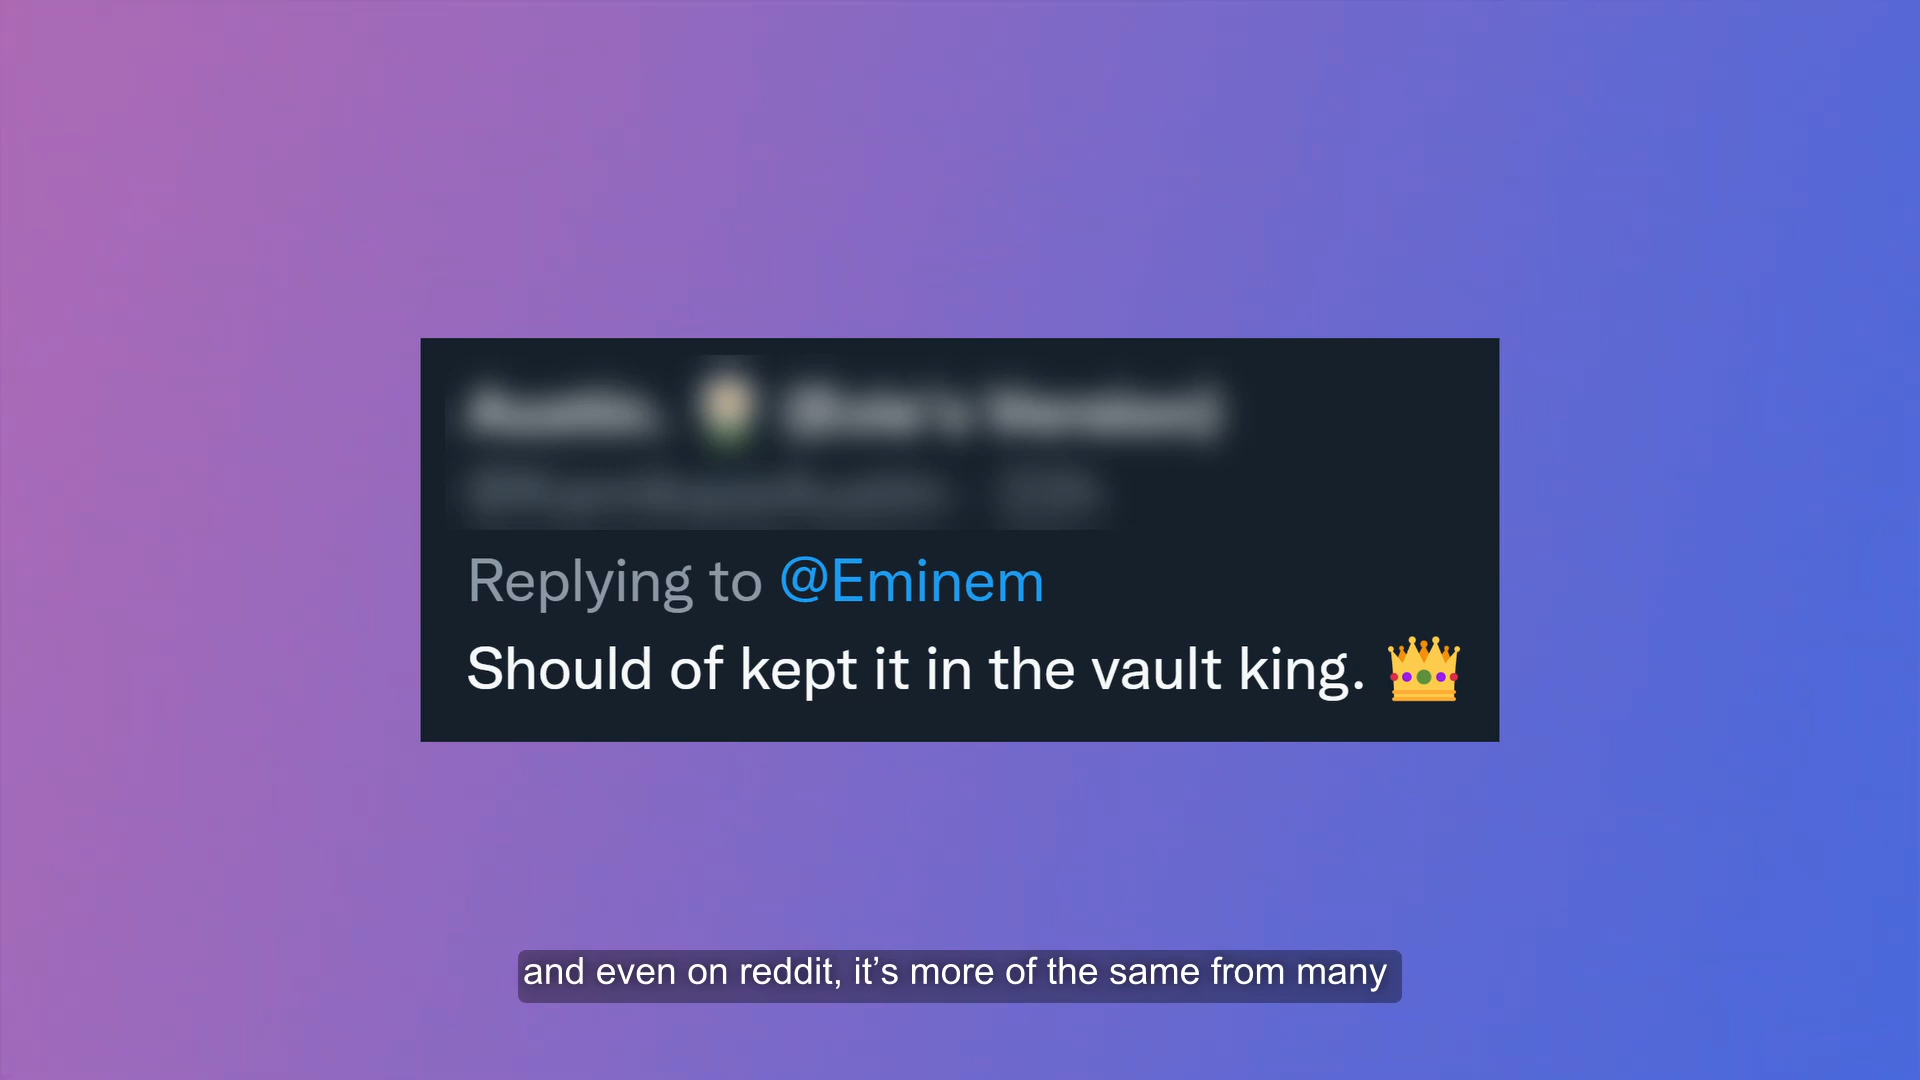 Replying to @Eminem
Should of kept it in the vault king. 👑
and even on reddit, it’s more of the same from many